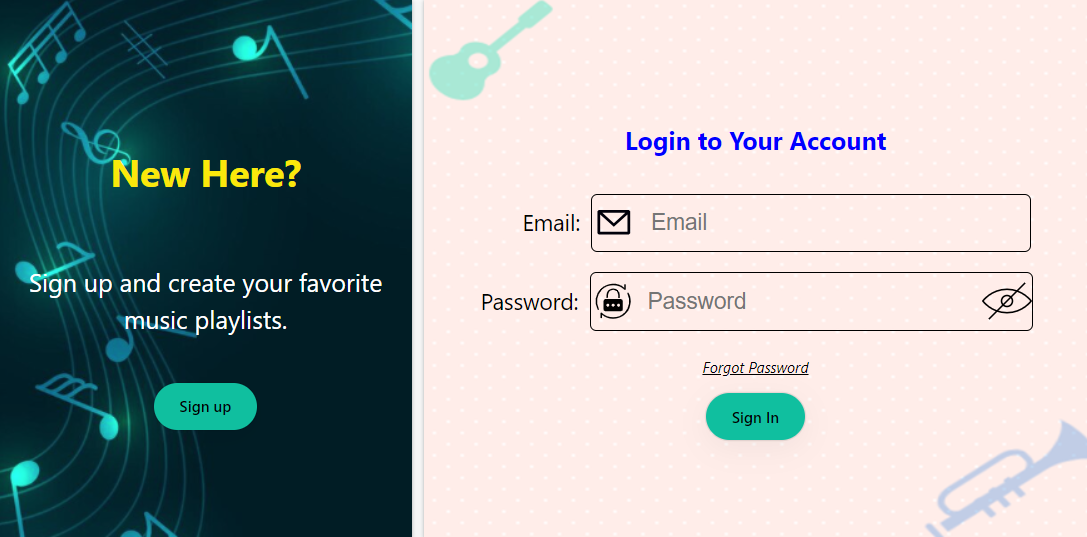 New Here?
Sign up and create your favorite
music playlists.
Sign up
Login to Your Account
Email: Email
Password: Password
Forgot Password
Sign In